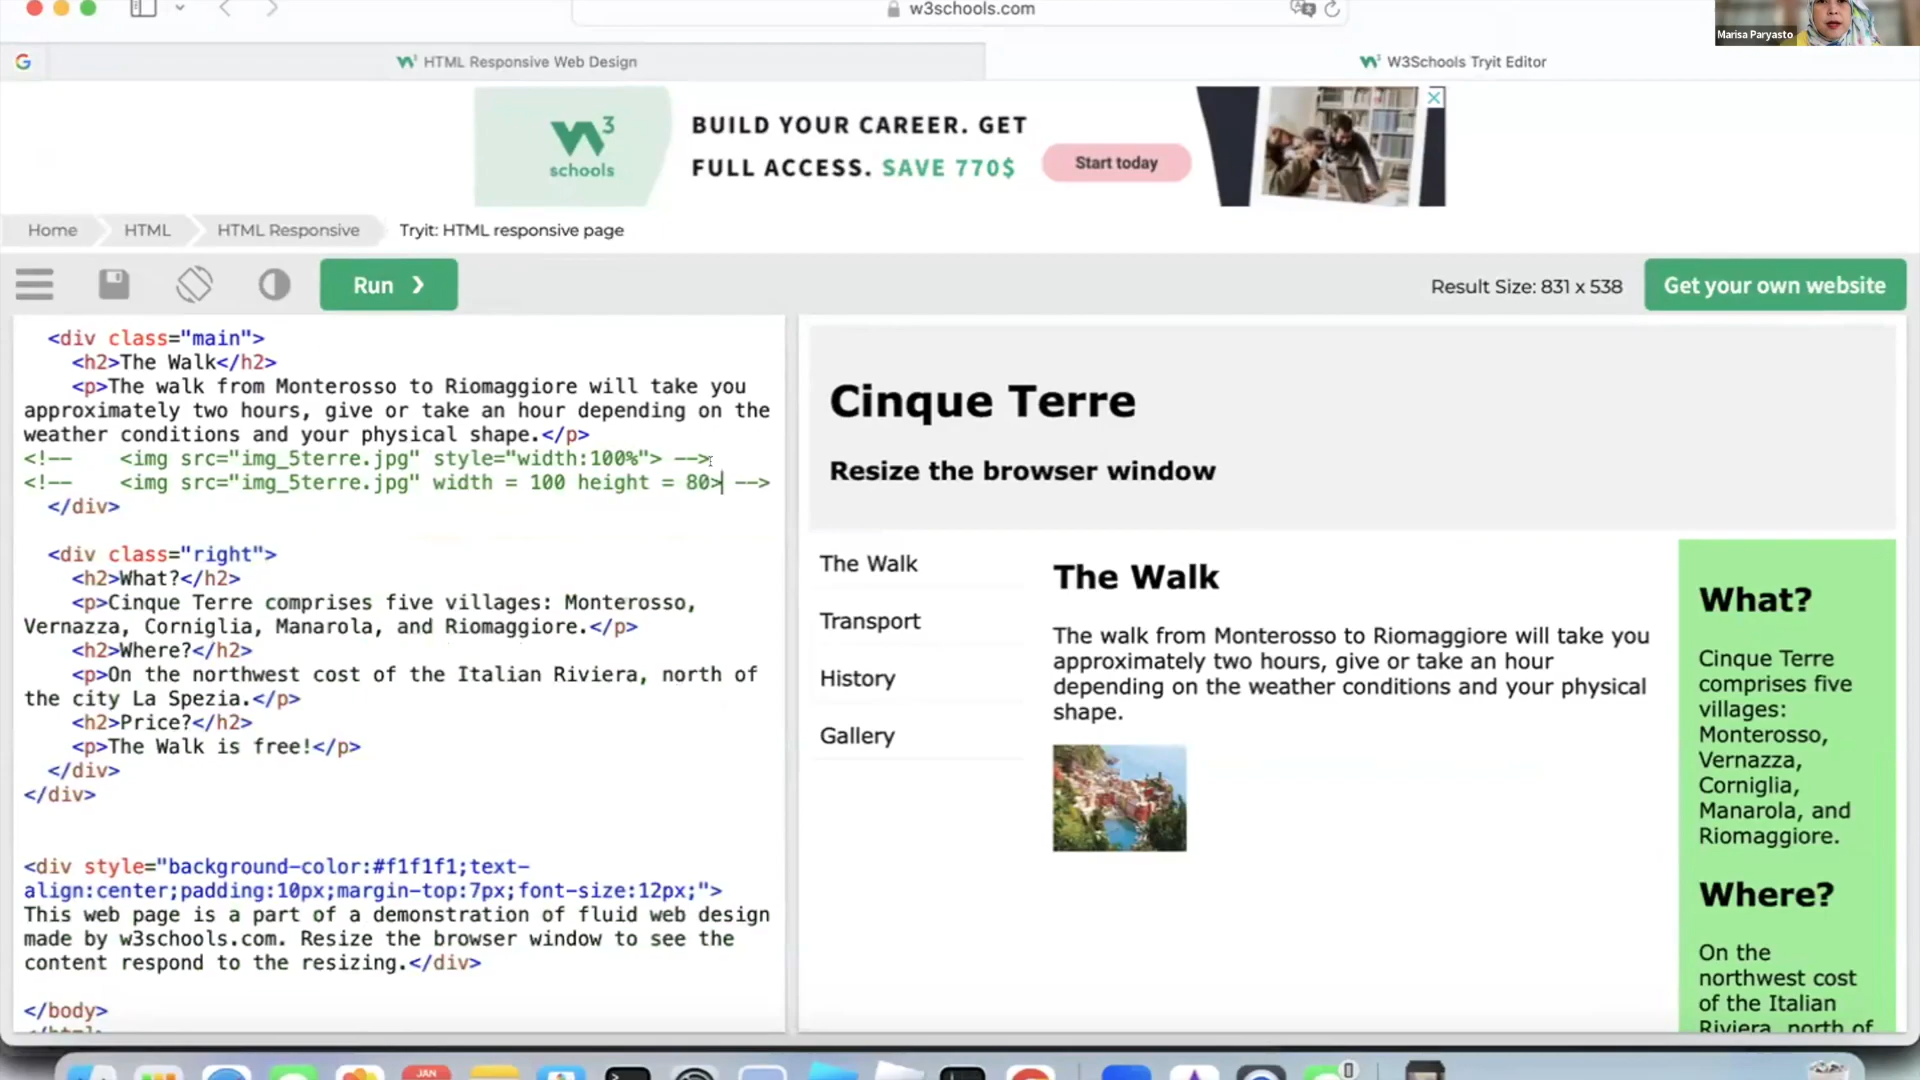 w3schools.com
Marisa Paryasto
HTML Responsive Web Design
W3Schools Tryit Editor
W3 schools
BUILD YOUR CAREER. GET
FULL ACCESS. SAVE 770$
Start today
Home
HTML
HTML Responsive
Tryit: HTML responsive page
Run ❯
Result Size: 831 x 538
Get your own website
<div class="main">
<h2>The Walk</h2>
<p>The walk from Monterosso to Riomaggiore will take you
approximately two hours, give or take an hour depending on the
weather conditions and your physical shape.</p>
<!--    <img src="img_5terre.jpg" style="width:100%"> -->
<!--    <img src="img_5terre.jpg" width = 100 height = 80> -->
</div>
<div class="right">
<h2>What?</h2>
<p>Cinque Terre comprises five villages: Monterosso,
Vernazza, Corniglia, Manarola, and Riomaggiore.</p>
<h2>Where?</h2>
<p>On the northwest cost of the Italian Riviera, north of
the city La Spezia.</p>
<h2>Price?</h2>
<p>The Walk is free!</p>
</div>
</div>
<div style="background-color:#f1f1f1;text-
align:center;padding:10px;margin-top:7px;font-size:12px;">
This web page is a part of a demonstration of fluid web design
made by w3schools.com. Resize the browser window to see the
content respond to the resizing.</div>
</body>
</html>
Cinque Terre
Resize the browser window
The Walk
Transport
History
Gallery
The Walk
The walk from Monterosso to Riomaggiore will take you
approximately two hours, give or take an hour
depending on the weather conditions and your physical
shape.
What?
Cinque Terre
comprises five
villages:
Monterosso,
Vernazza,
Corniglia,
Manarola, and
Riomaggiore.
Where?
On the
northwest cost
of the Italian
Riviera, north of
JAN